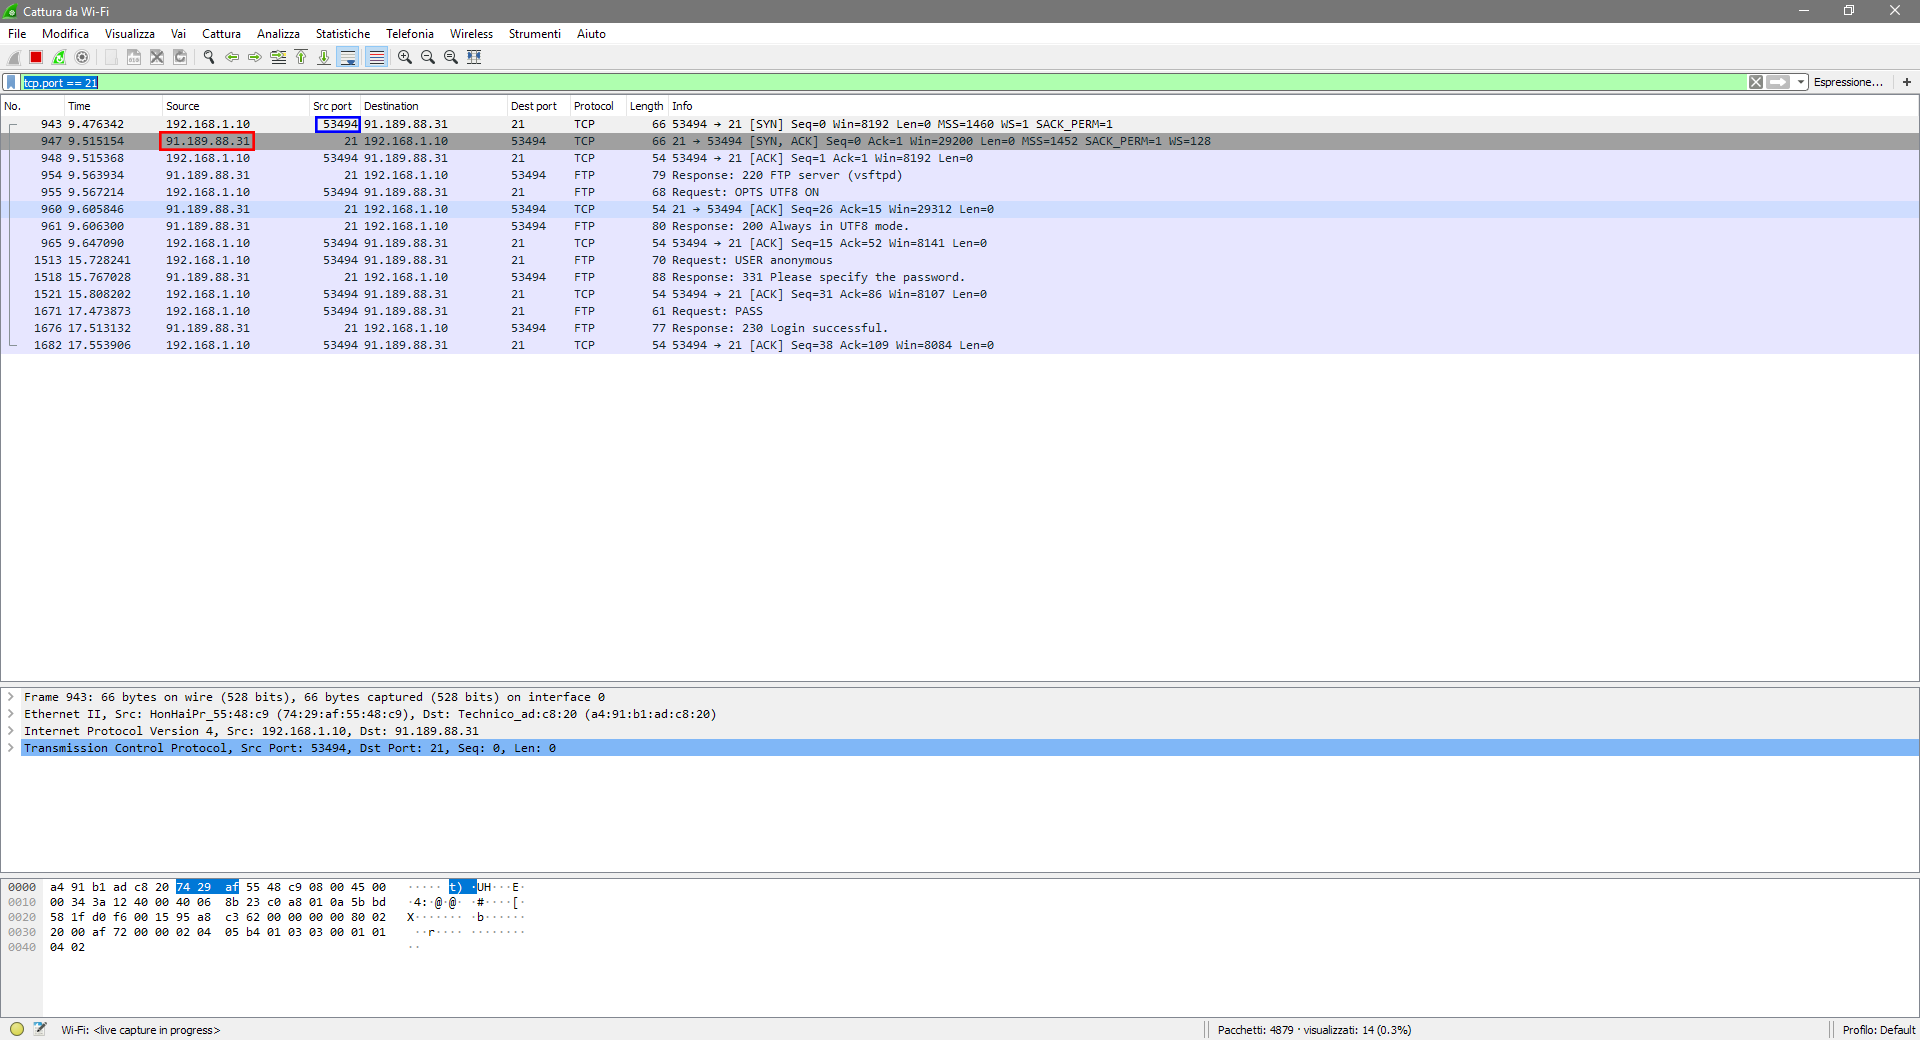 Cattura da Wi-Fi
File Modifica Visualizza Vai Cattura Analizza Statistiche Telefonia Wireless Strumenti Aiuto
tcp.port == 21 Espressione... +
No. Time Source Src port Destination Dest port Protocol Length Info
943 9.476342 192.168.1.10 53494 91.189.88.31 21 TCP 66 53494 → 21 [SYN] Seq=0 Win=8192 Len=0 MSS=1460 WS=1 SACK_PERM=1
947 9.515154 91.189.88.31 21 192.168.1.10 53494 TCP 66 21 → 53494 [SYN, ACK] Seq=0 Ack=1 Win=29200 Len=0 MSS=1452 SACK_PERM=1 WS=128
948 9.515368 192.168.1.10 53494 91.189.88.31 21 TCP 54 53494 → 21 [ACK] Seq=1 Ack=1 Win=8192 Len=0
954 9.563934 91.189.88.31 21 192.168.1.10 53494 FTP 79 Response: 220 FTP server (vsftpd)
955 9.567214 192.168.1.10 53494 91.189.88.31 21 FTP 68 Request: OPTS UTF8 ON
960 9.605846 91.189.88.31 21 192.168.1.10 53494 TCP 54 21 → 53494 [ACK] Seq=26 Ack=15 Win=29312 Len=0
961 9.606300 91.189.88.31 21 192.168.1.10 53494 FTP 80 Response: 200 Always in UTF8 mode.
965 9.647090 192.168.1.10 53494 91.189.88.31 21 TCP 54 53494 → 21 [ACK] Seq=15 Ack=52 Win=8141 Len=0
1513 15.728241 192.168.1.10 53494 91.189.88.31 21 FTP 70 Request: USER anonymous
1518 15.767028 91.189.88.31 21 192.168.1.10 53494 FTP 88 Response: 331 Please specify the password.
1521 15.808202 192.168.1.10 53494 91.189.88.31 21 TCP 54 53494 → 21 [ACK] Seq=31 Ack=86 Win=8107 Len=0
1671 17.473873 192.168.1.10 53494 91.189.88.31 21 FTP 61 Request: PASS
1676 17.513132 91.189.88.31 21 192.168.1.10 53494 FTP 77 Response: 230 Login successful.
1682 17.553906 192.168.1.10 53494 91.189.88.31 21 TCP 54 53494 → 21 [ACK] Seq=38 Ack=109 Win=8084 Len=0
Frame 943: 66 bytes on wire (528 bits), 66 bytes captured (528 bits) on interface 0
Ethernet II, Src: HonHaiPr_55:48:c9 (74:29:af:55:48:c9), Dst: Technico_ad:c8:20 (a4:91:b1:ad:c8:20)
Internet Protocol Version 4, Src: 192.168.1.10, Dst: 91.189.88.31
Transmission Control Protocol, Src Port: 53494, Dst Port: 21, Seq: 0, Len: 0
0000 a4 91 b1 ad c8 20 74 29 af 55 48 c9 08 00 45 00 ·····  t) ·UH···E·
0010 00 34 3a 12 40 00 40 06 8b 23 c0 a8 01 0a 5b bd ·4:·@·@· ·#····[·
0020 58 1f d0 f6 00 15 95 a8 c3 62 00 00 00 00 80 02 X······· ·b······
0030 20 00 af 72 00 00 02 04 05 b4 01 03 03 00 01 01 ··r···· ········
0040 04 02 ··
Wi-Fi: <live capture in progress> Pacchetti: 4879 · visualizzati: 14 (0.3%) Profilo: Default